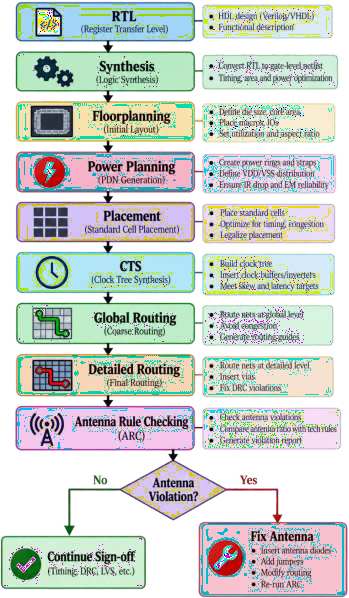 RTL
(Register Transfer Level)
HDL design (Verilog/VHDL)
Functional description
Synthesis
(Logic Synthesis)
Convert RTL to gate-level netlist
Timing, area and power optimization
Floorplanning
(Initial Layout)
Define die size, core area
Place macros, IOs
Set utilization and aspect ratio
Power Planning
(PDN Generation)
Create power rings and straps
Define VDD/VSS distribution
Ensure IR drop and EM reliability
Placement
(Standard Cell Placement)
Place standard cells
Optimize for timing, congestion
Legalize placement
CTS
(Clock Tree Synthesis)
Build clock tree
Insert clock buffers/inverters
Meet skew and latency targets
Global Routing
(Coarse Routing)
Route nets at global level
Avoid congestion
Generate routing guides
Detailed Routing
(Final Routing)
Route nets at detailed level
Insert vias
Fix DRC violations
Antenna Rule Checking
(ARC)
Check antenna violations
Compare antenna ratio with tech rules
Generate violation report
Antenna
Violation?
No
Yes
Continue Sign-off
(Timing, DRC, LVS, etc.)
Fix Antenna
Insert antenna diodes
Add jumpers
Modify routing
Re-run ARC